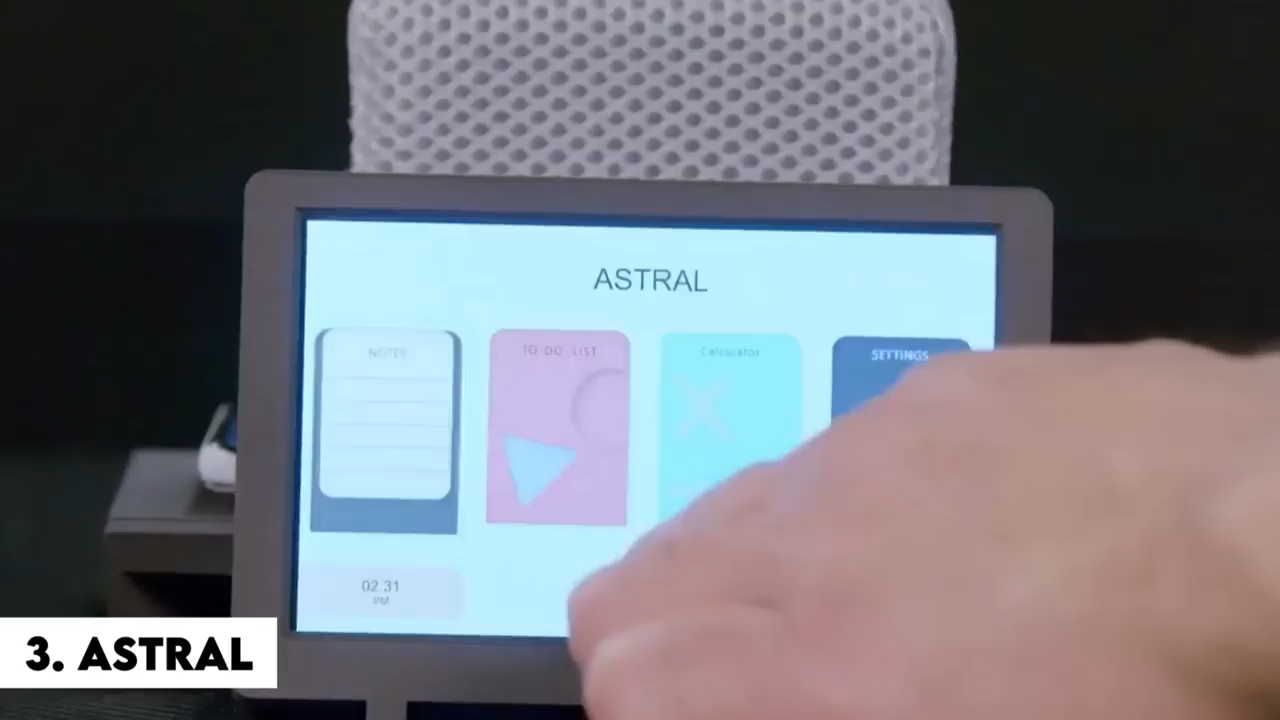 ASTRAL
NOTES
TO DO LIST
Calculator
SETTINGS
02.31
PM
3. ASTRAL